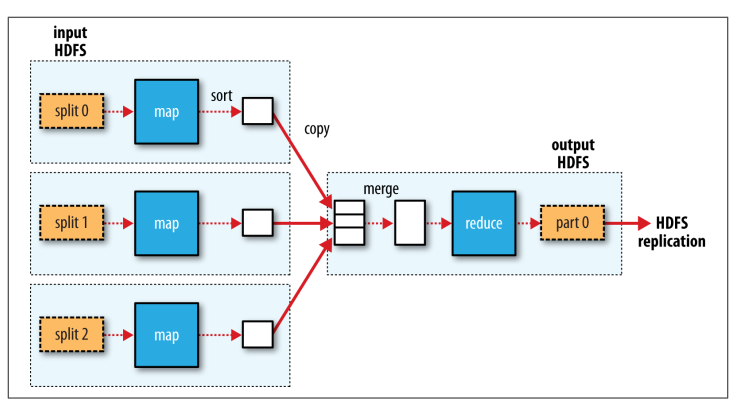 input
HDFS
split 0
map
sort
copy
split 1
map
split 2
map
output
HDFS
merge
reduce
part 0
HDFS
replication